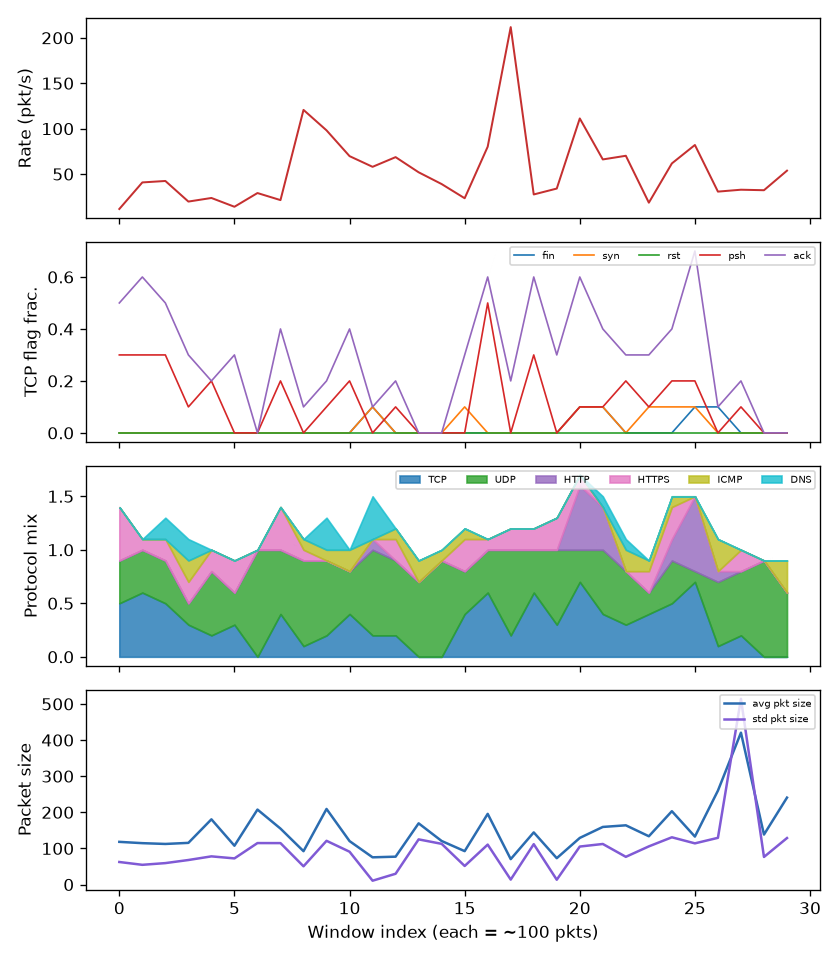 200
150
100
50
Rate (pkt/s)
fin syn rst psh ack
0.6
0.4
0.2
0.0
TCP flag frac.
TCP UDP HTTP HTTPS ICMP DNS
1.5
1.0
0.5
0.0
Protocol mix
avg pkt size
std pkt size
500
400
300
200
100
0
Packet size
0 5 10 15 20 25 30
Window index (each = ~100 pkts)